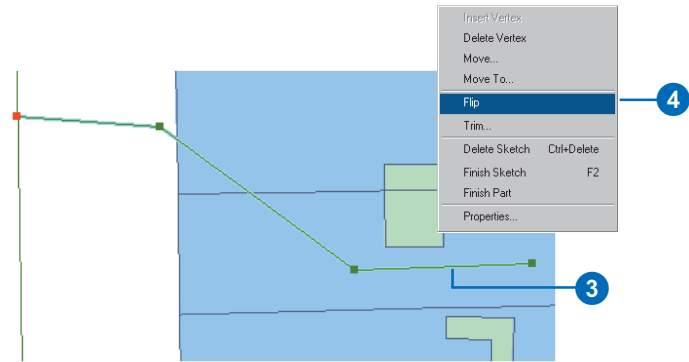 Insert Vertex
Delete Vertex
Move...
Move To...
Flip
4
Trim...
Delete Sketch Ctrl+Delete
Finish Sketch F2
Finish Part
Properties...
3